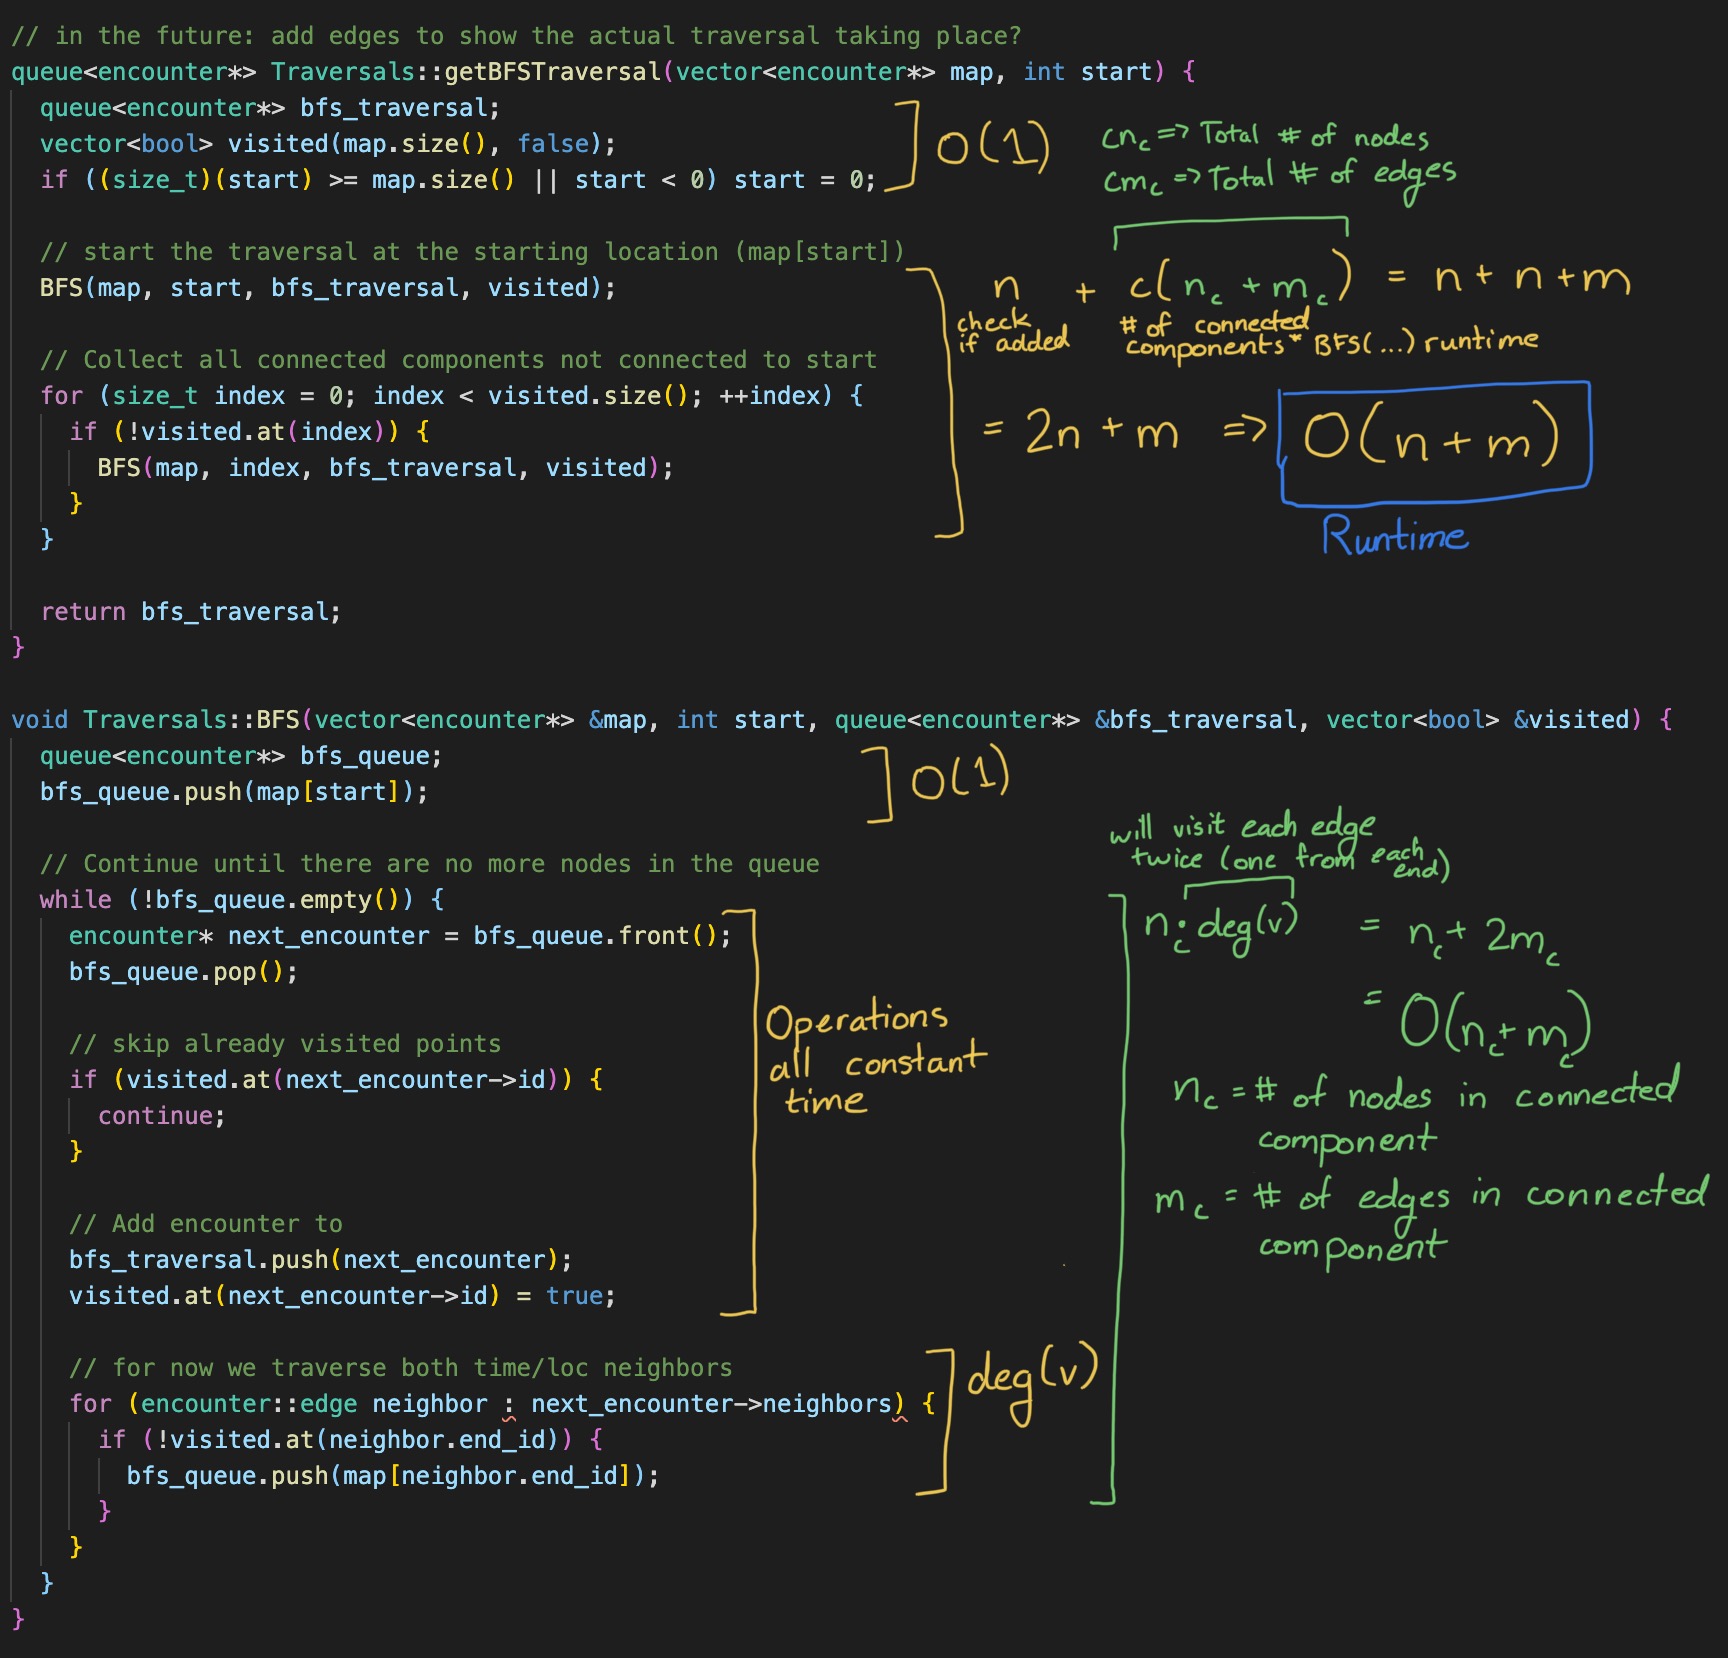 // in the future: add edges to show the actual traversal taking place?
queue<encounter*> Traversals::getBFSTraversal(vector<encounter*> map, int start) {
queue<encounter*> bfs_traversal;
vector<bool> visited(map.size(), false);
if ((size_t)(start) >= map.size() || start < 0) start = 0;
O(1)
cn_c => Total # of nodes
cm_c => Total # of edges
// start the traversal at the starting location (map[start])
BFS(map, start, bfs_traversal, visited);
// Collect all connected components not connected to start
for (size_t index = 0; index < visited.size(); ++index) {
if (!visited.at(index)) {
BFS(map, index, bfs_traversal, visited);
}
}
n + c(n_c + m_c) = n + n + m
check
if added
# of connected
components * BFS(...) runtime
= 2n + m => O(n + m)
Runtime
return bfs_traversal;
}
void Traversals::BFS(vector<encounter*> &map, int start, queue<encounter*> &bfs_traversal, vector<bool> &visited) {
queue<encounter*> bfs_queue;
bfs_queue.push(map[start]);
O(1)
// Continue until there are no more nodes in the queue
while (!bfs_queue.empty()) {
encounter* next_encounter = bfs_queue.front();
bfs_queue.pop();
// skip already visited points
if (visited.at(next_encounter->id)) {
continue;
}
// Add encounter to
bfs_traversal.push(next_encounter);
visited.at(next_encounter->id) = true;
Operations
all constant
time
// for now we traverse both time/loc neighbors
for (encounter::edge neighbor : next_encounter->neighbors) {
if (!visited.at(neighbor.end_id)) {
bfs_queue.push(map[neighbor.end_id]);
}
}
}
}
deg(v)
will visit each edge
twice (one from each
end)
n_c · deg(v) = n_c + 2m_c
= O(n_c + m_c)
n_c = # of nodes in connected
component
m_c = # of edges in connected
component